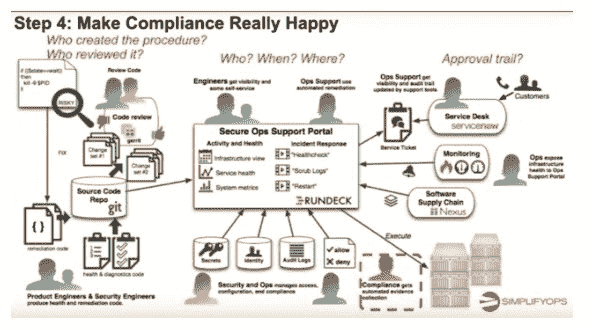 Step 4: Make Compliance Really Happy
Who created the procedure?
Who reviewed it?
Who? When? Where?
Approval trail?
if ($state=wait)
then
kill -9 $PID
}
RISKY
FIX
Review Code
Code review
gerrit
Change
set #1
Change
set #2
Source Code
Repo
git
{ }
remediation code
health & diagnostics code
Product Engineers & Security Engineers
produce health and remediation code.
Engineers get visibility and
some self-service
Ops Support use
automated remediation
Secure Ops Support Portal
Activity and Health
Infrastructure view
Service health
System metrics
Incident Response
"Healthcheck"
"Scrub Logs"
"Restart"
RUNDECK
Secrets
Identity
Audit Logs
allow
deny
Security and Ops manages access,
configuration, and compliance
Ops Support get
visibility and audit trail
updated by support tools
Customers
Service Desk
servicenow
Service Ticket
Monitoring
Ops expose
infrastructure
health to Ops
Support Portal
Software
Supply Chain
Nexus
Execute
Compliance gets
automated evidence
collection
SIMPLIFYOPS